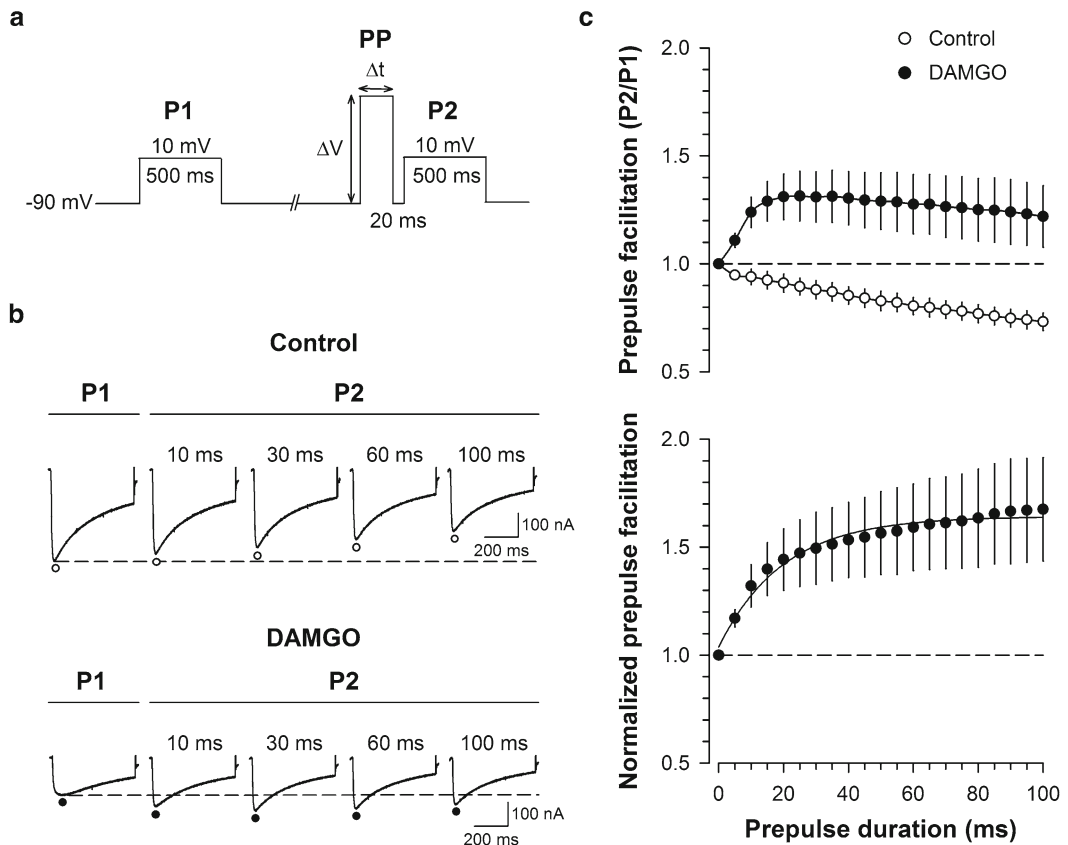 a
PP
Δt
P1
P2
10 mV
ΔV
10 mV
500 ms
500 ms
-90 mV
20 ms
b
Control
P1
P2
10 ms
30 ms
60 ms
100 ms
100 nA
200 ms
DAMGO
P1
P2
10 ms
30 ms
60 ms
100 ms
100 nA
200 ms
c
Control
DAMGO
Prepulse facilitation (P2/P1)
2.0
1.5
1.0
0.5
Normalized prepulse facilitation
2.0
1.5
1.0
0.5
0 20 40 60 80 100
Prepulse duration (ms)